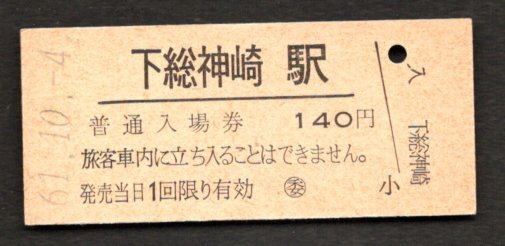 下総神崎 駅
普通入場券 140円
旅客車内に立ち入ることはできません。
発売当日1回限り有効 ㊤委
小
入
下総神崎
61.10.-4